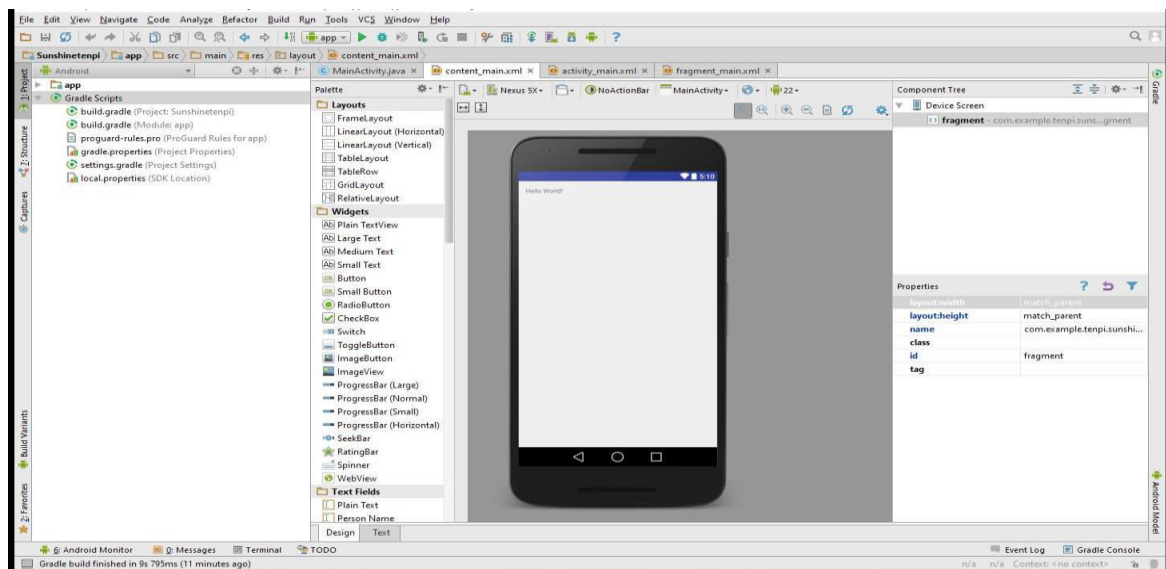 File Edit View Navigate Code Analyze Refactor Build Run Tools VCS Window Help
app
Sunshinetenpi app src main res layout content_main.xml
Android
MainActivity.java content_main.xml activity_main.xml fragment_main.xml
1: Project
2: Structure
Captures
Build Variants
2: Favorites
app
Gradle Scripts
build.gradle (Project: Sunshinetenpi)
build.gradle (Module: app)
proguard-rules.pro (ProGuard Rules for app)
gradle.properties (Project Properties)
settings.gradle (Project Settings)
local.properties (SDK Location)
Palette
Layouts
FrameLayout
LinearLayout (Horizontal)
LinearLayout (Vertical)
TableLayout
TableRow
GridLayout
RelativeLayout
Widgets
Plain TextView
Large Text
Medium Text
Small Text
Button
Small Button
RadioButton
CheckBox
Switch
ToggleButton
ImageButton
ImageView
ProgressBar (Large)
ProgressBar (Normal)
ProgressBar (Small)
ProgressBar (Horizontal)
SeekBar
RatingBar
Spinner
WebView
Text Fields
Plain Text
Person Name
Design Text
Nexus 5X NoActionBar MainActivity 22
5:10
Hello World!
Component Tree
Device Screen
fragment - com.example.tenpi.suns...gment
Properties
layout:width match_parent
layout:height match_parent
name com.example.tenpi.sunshi...
class
id fragment
tag
Gradle
Android Model
6: Android Monitor 0: Messages Terminal TODO Event Log Gradle Console
Gradle build finished in 9s 795ms (11 minutes ago) n/a n/a Context: <no context>